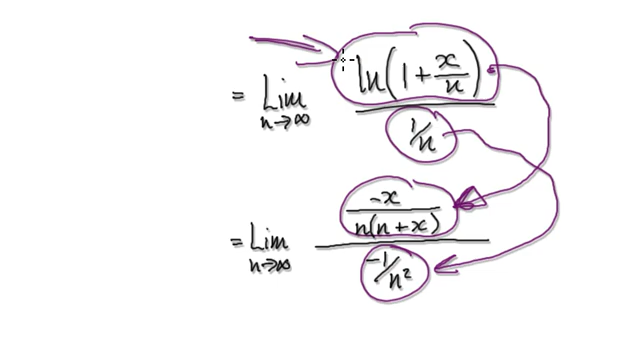 = Lim n→∞ ln(1 + x/n) / 1/n
= Lim n→∞ -x / n(n+x) / -1/n²